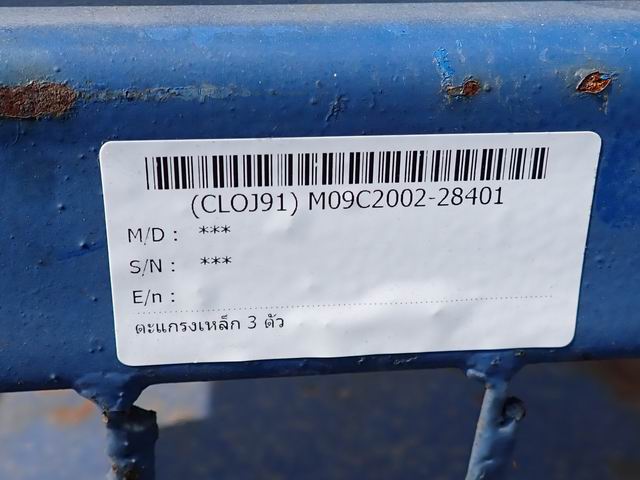 (CLOJ91) M09C2002-28401
M/D : ***
S/N : ***
E/n :
ตะแกรงเหล็ก 3 ตัว